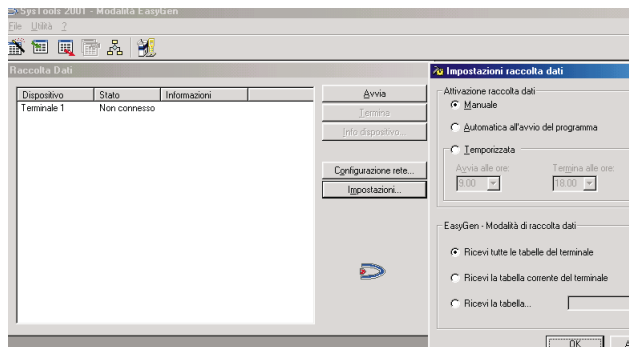 SysTools 2001 - Modalità EasyGen
File Utilità ?
Raccolta Dati
Dispositivo Stato Informazioni
Terminale 1 Non connesso
Avvia
Termina
Info dispositivo...
Configurazione rete...
Impostazioni...
Impostazioni raccolta dati
Attivazione raccolta dati
Manuale
Automatica all'avvio del programma
Temporizzata
Avvia alle ore: Termina alle ore:
9.00 18.00
EasyGen - Modalità di raccolta dati
Ricevi tutte le tabelle del terminale
Ricevi la tabella corrente del terminale
Ricevi la tabella...
OK A